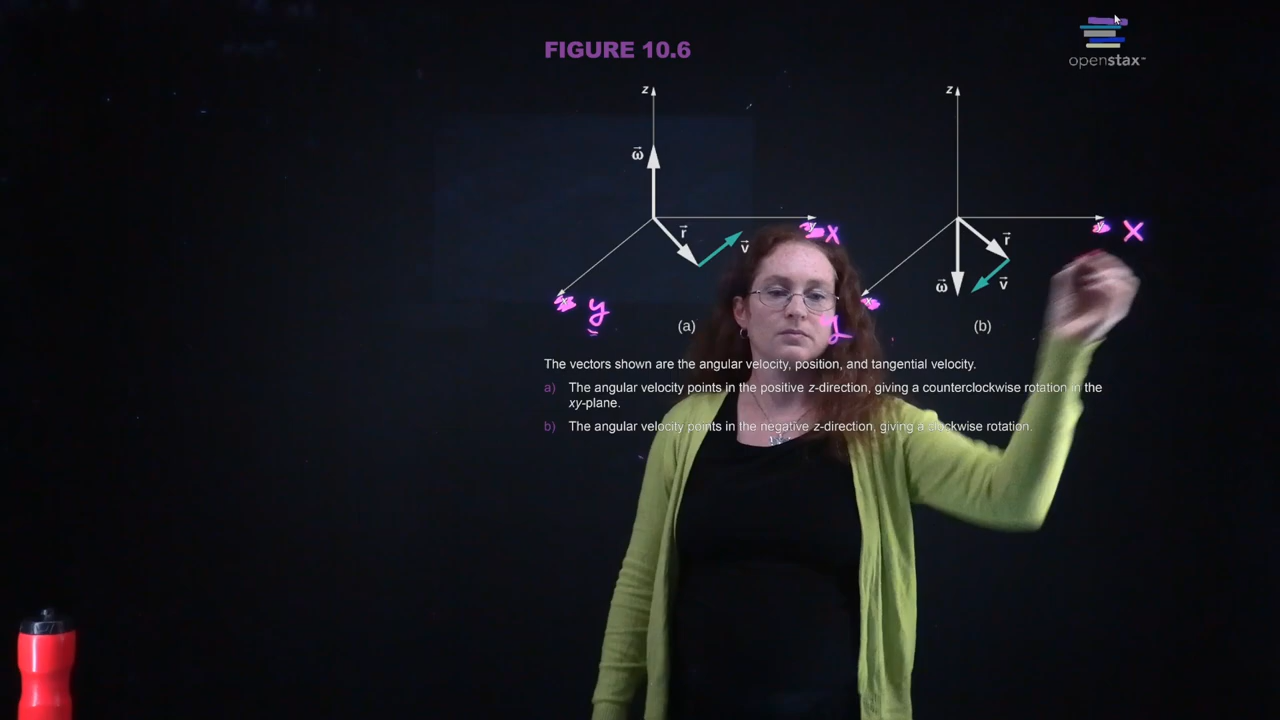 FIGURE 10.6
openstax™
z
ω⃗
r⃗
v⃗
y x
x y
(a)
z
r⃗
ω⃗
v⃗
y x
x y
(b)
The vectors shown are the angular velocity, position, and tangential velocity.
a) The angular velocity points in the positive z-direction, giving a counterclockwise rotation in the
xy-plane.
b) The angular velocity points in the negative z-direction, giving a clockwise rotation.